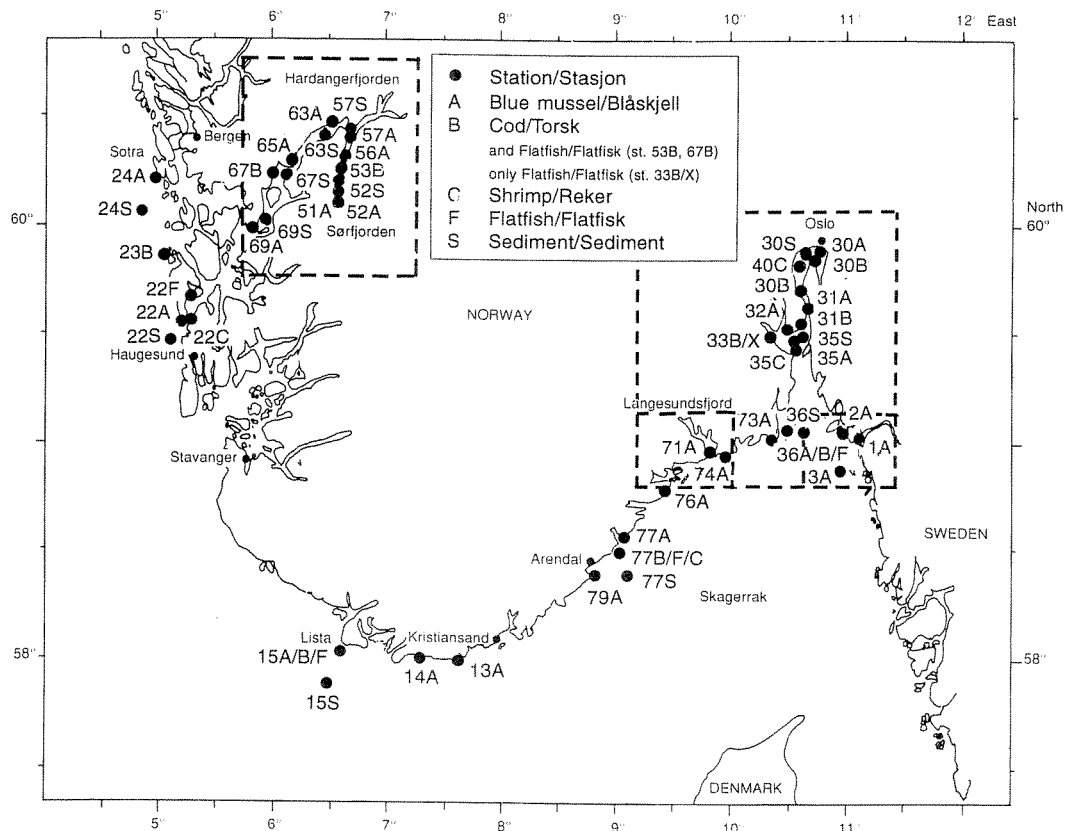 5° 6° 7° 8° 9° 10° 11° 12° East
Hardangerfjorden
63A 57S
Bergen
65A 63S 57A
56A
Sotra
67B 67S 53B
24A
52S
51A 52A
24S
69S Sørfjorden
69A
60°
23B
22F
22A
22S 22C
Haugesund
Stavanger
● Station/Stasjon
A Blue mussel/Blåskjell
B Cod/Torsk
and Flatfish/Flatfisk (st. 53B, 67B)
only Flatfish/Flatfisk (st. 33B/X)
C Shrimp/Reker
F Flatfish/Flatfisk
S Sediment/Sediment
North
60°
Oslo
30S 30A
40C 30B
30B
31A
32A
31B
33B/X 35S
35C 35A
NORWAY
Langesundsfjord
73A 36S 2A
71A 36A/B/F 1A
74A 3A
76A
SWEDEN
77A
Arendal 77B/F/C
79A 77S
Skagerrak
Lista Kristiansand
58° 15A/B/F 58°
14A 13A
15S
DENMARK
5° 6° 7° 8° 9° 10° 11°